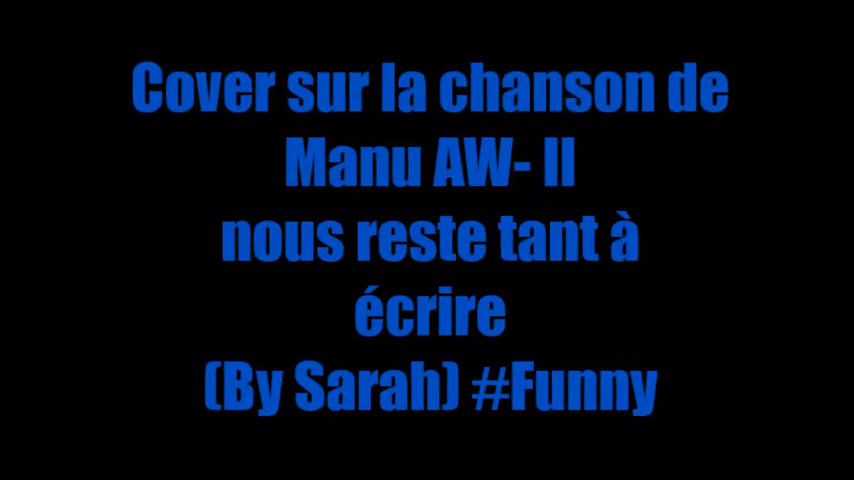 Cover sur la chanson de
Manu AW- Il
nous reste tant à
écrire
(By Sarah) #Funny